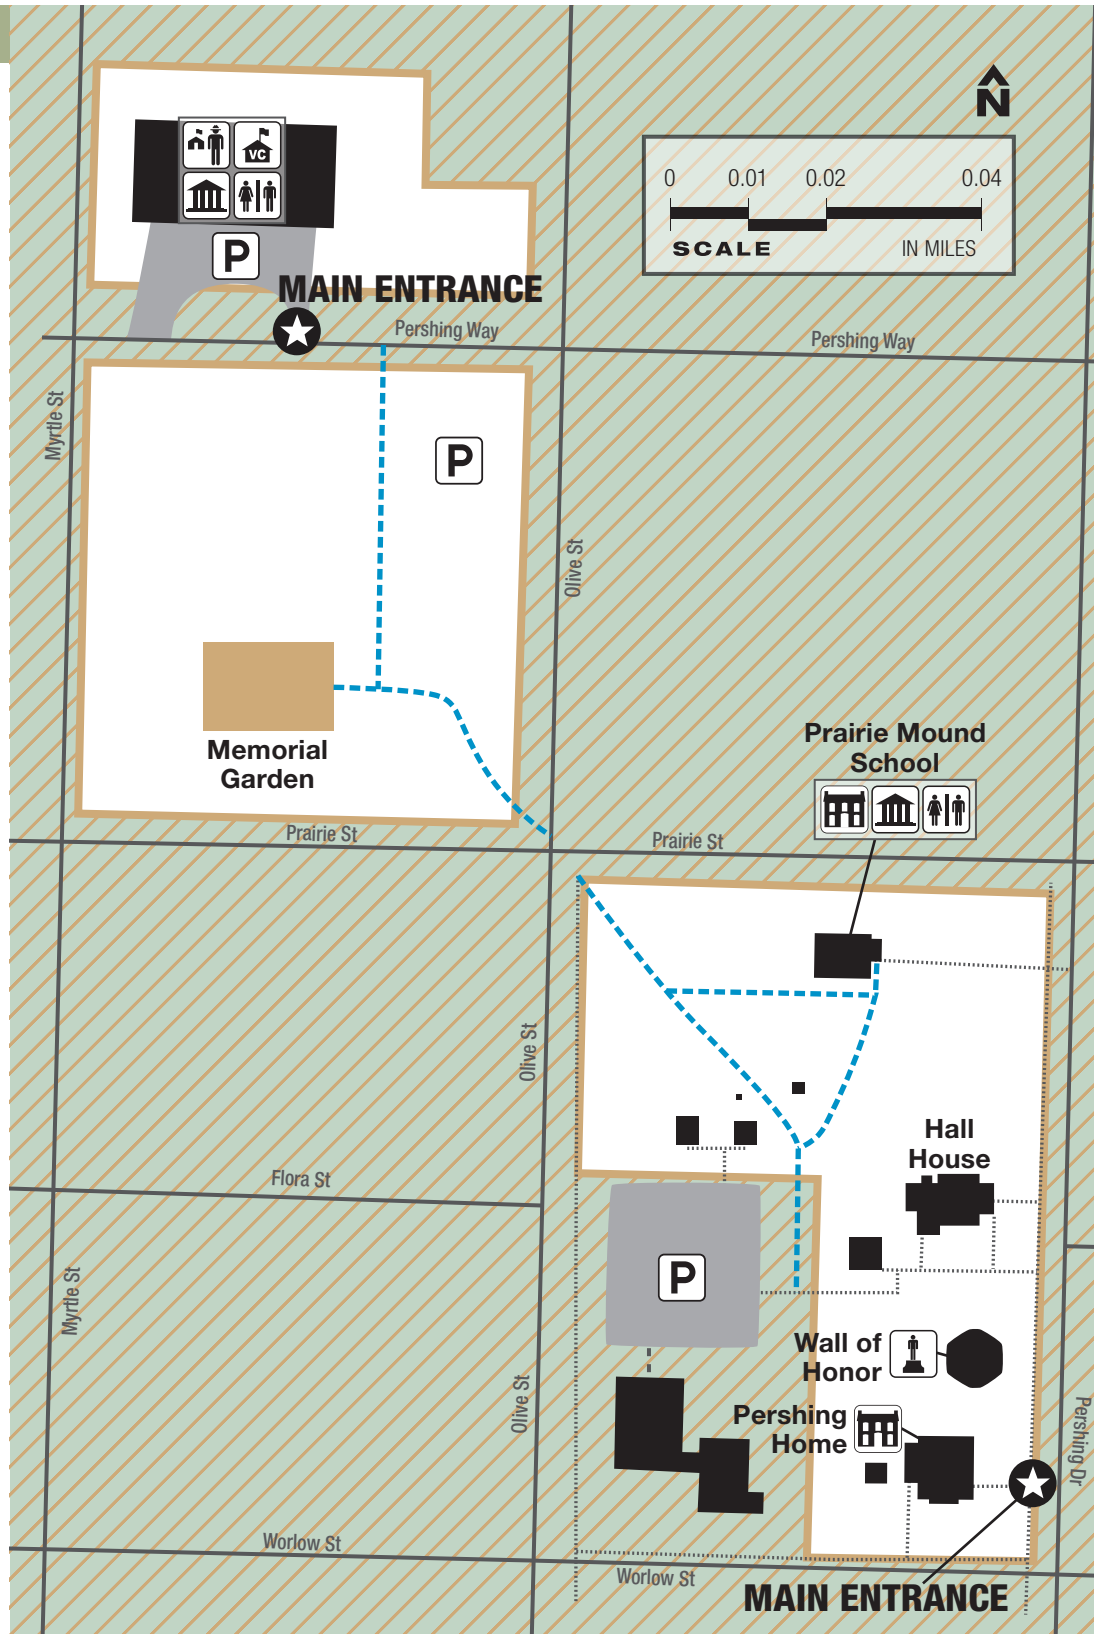 N
0 0.01 0.02 0.04
SCALE IN MILES
VC
P
MAIN ENTRANCE
Pershing Way
Pershing Way
Myrtle St
P
Olive St
Memorial
Garden
Prairie Mound
School
Prairie St
Prairie St
Olive St
Hall
House
Flora St
P
Myrtle St
Wall of
Honor
Olive St
Pershing
Home
Pershing Dr
Worlow St
Worlow St
MAIN ENTRANCE